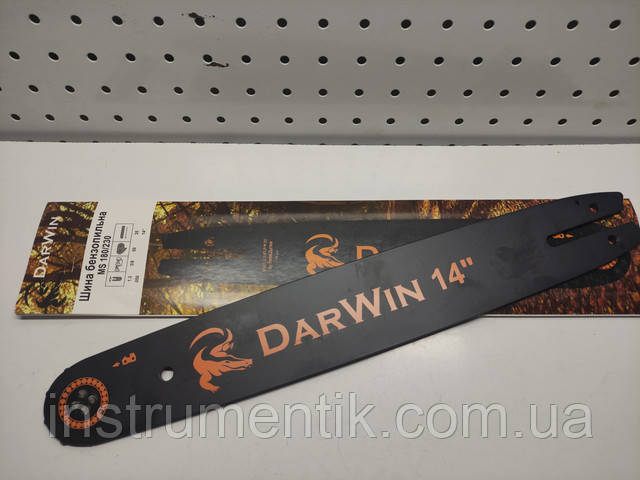 DARWIN
Шина бензопильна
MS 180/230
DARWIN 14"
instrumentik.com.ua